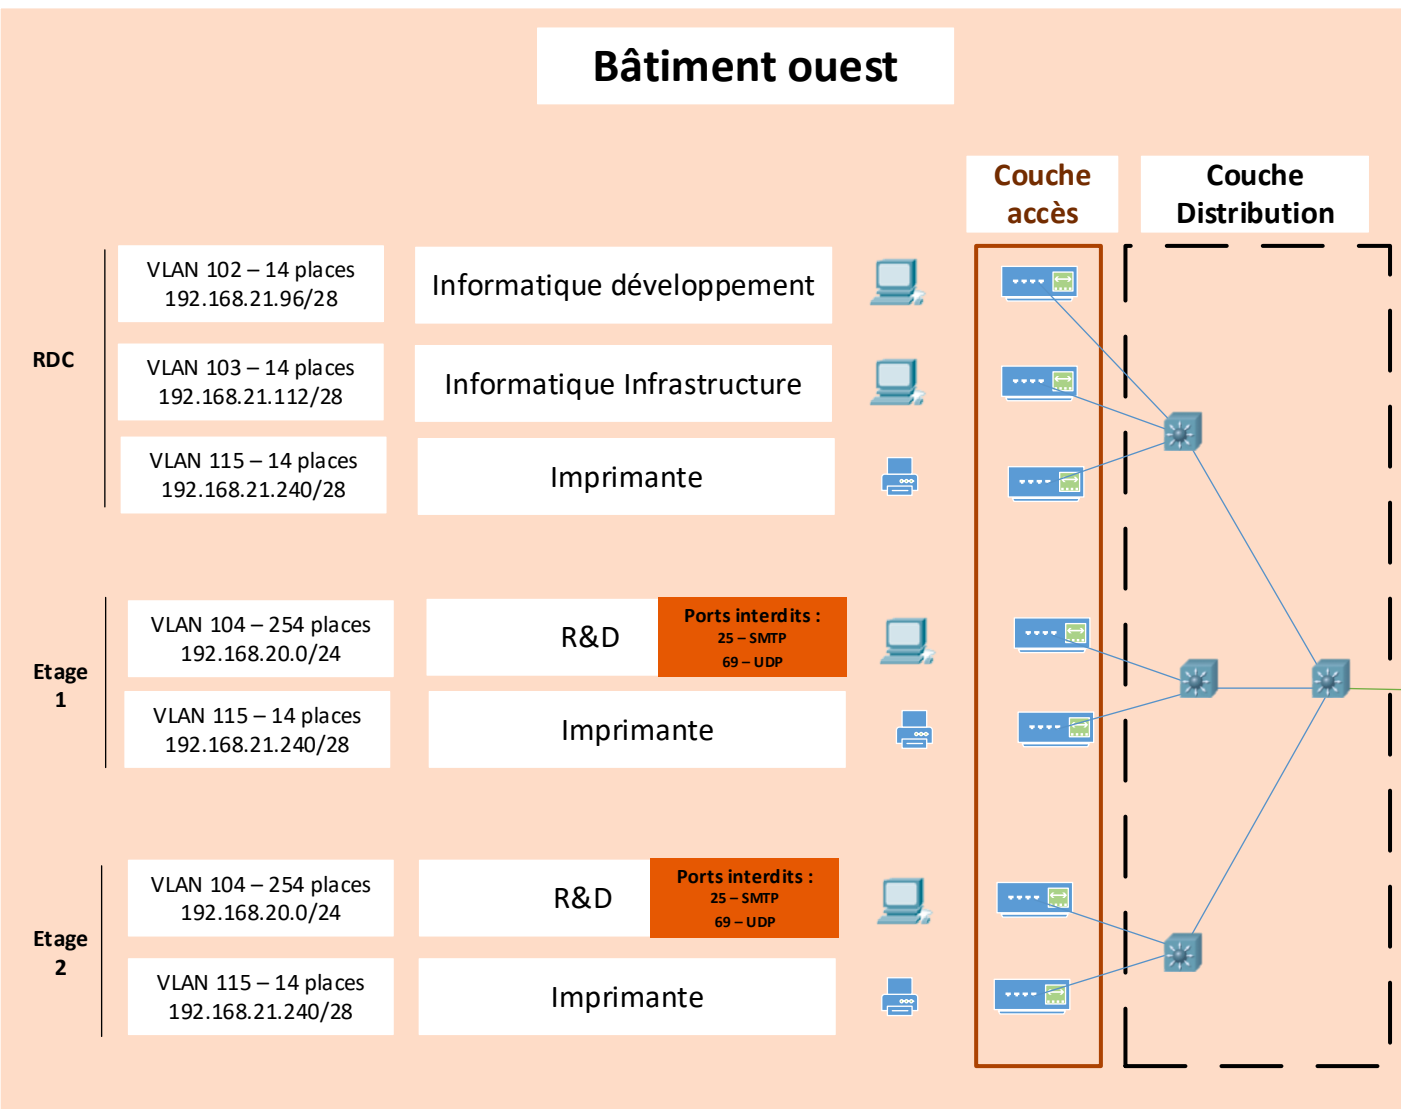 Bâtiment ouest
Couche
accès
Couche
Distribution
RDC
VLAN 102 – 14 places
192.168.21.96/28
Informatique développement
VLAN 103 – 14 places
192.168.21.112/28
Informatique Infrastructure
VLAN 115 – 14 places
192.168.21.240/28
Imprimante
Etage
1
VLAN 104 – 254 places
192.168.20.0/24
R&D
Ports interdits :
25 – SMTP
69 – UDP
VLAN 115 – 14 places
192.168.21.240/28
Imprimante
Etage
2
VLAN 104 – 254 places
192.168.20.0/24
R&D
Ports interdits :
25 – SMTP
69 – UDP
VLAN 115 – 14 places
192.168.21.240/28
Imprimante